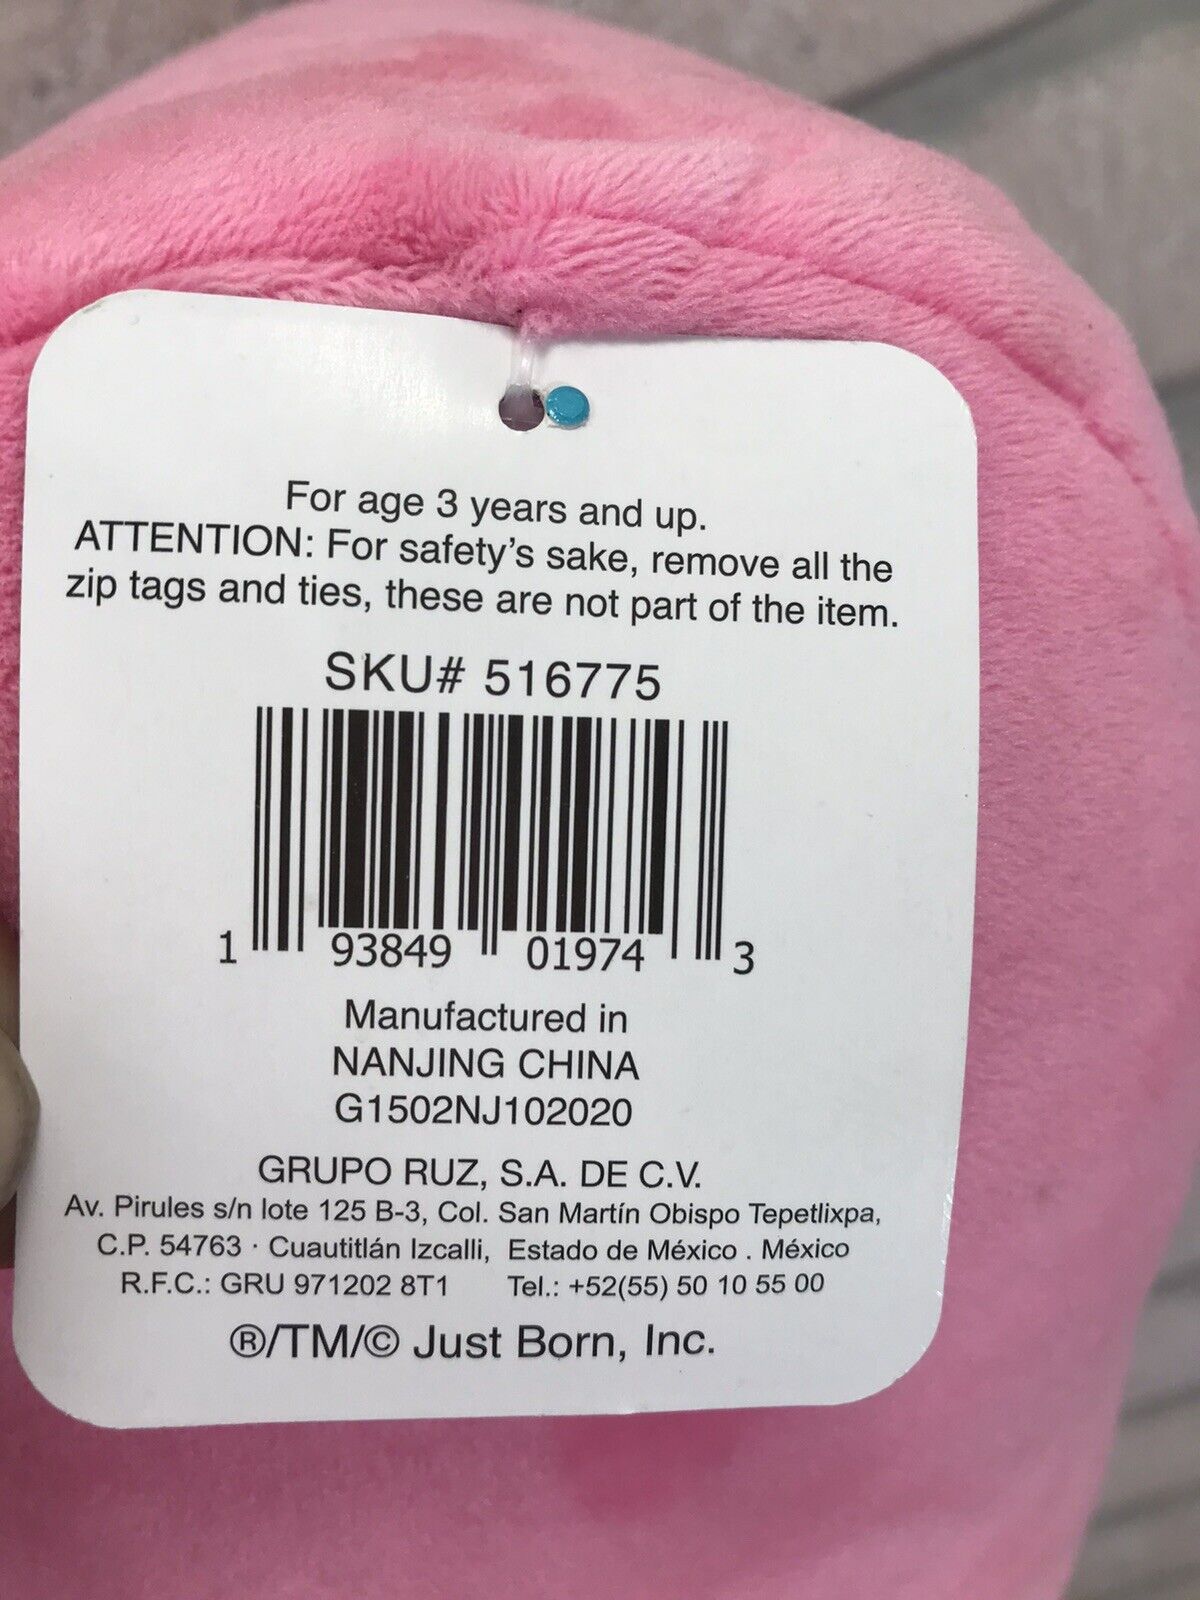 For age 3 years and up.
ATTENTION: For safety's sake, remove all the
zip tags and ties, these are not part of the item.
SKU# 516775
1 93849 01974 3
Manufactured in
NANJING CHINA
G1502NJ102020
GRUPO RUZ, S.A. DE C.V.
Av. Pirules s/n lote 125 B-3, Col. San Martín Obispo Tepetlixpa,
C.P. 54763 · Cuautitlán Izcalli, Estado de México . México
R.F.C.: GRU 971202 8T1 Tel.: +52(55) 50 10 55 00
®/TM/© Just Born, Inc.